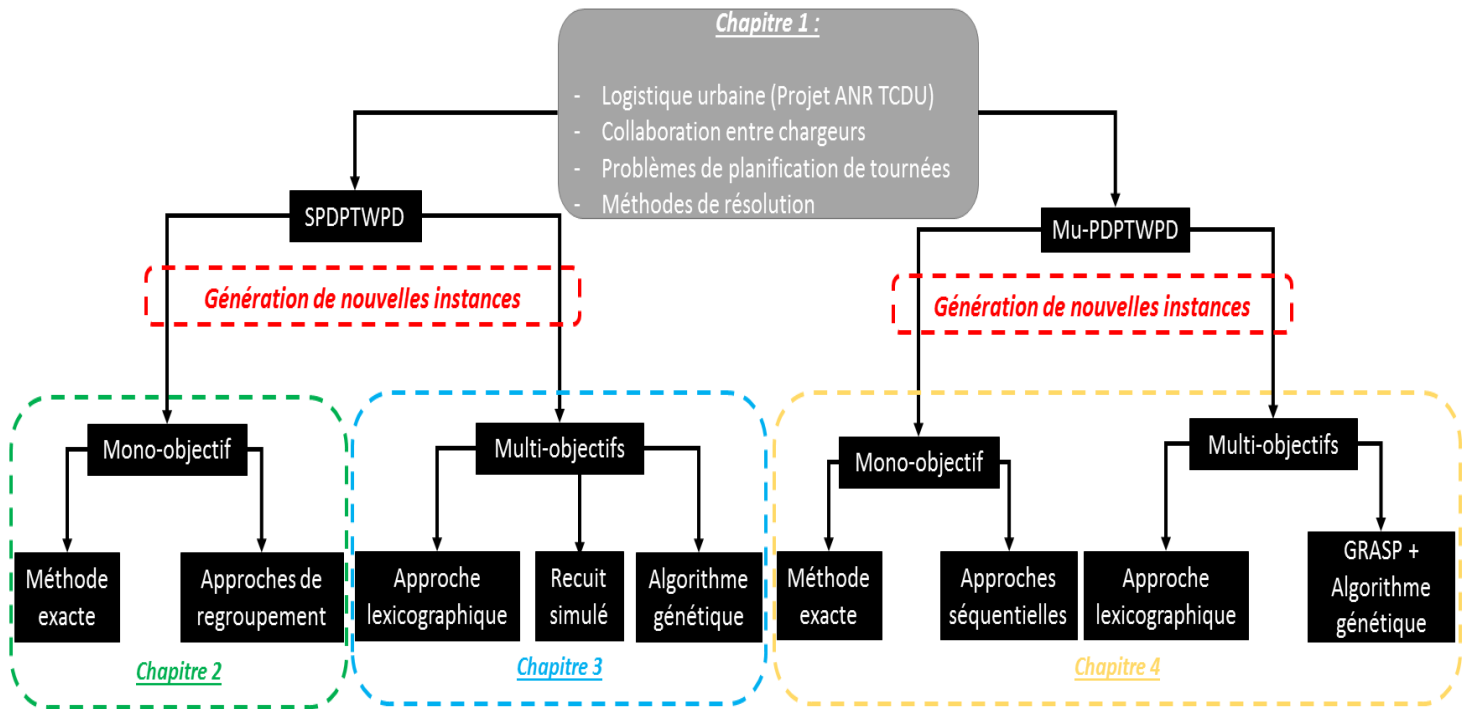 Chapitre 1 :
- Logistique urbaine (Projet ANR TCDU)
- Collaboration entre chargeurs
- Problèmes de planification de tournées
- Méthodes de résolution
SPDPTWPD
Mu-PDPTWPD
Génération de nouvelles instances
Génération de nouvelles instances
Mono-objectif
Multi-objectifs
Mono-objectif
Multi-objectifs
Méthode
exacte
Approches de
regroupement
Approche
lexicographique
Recuit
simulé
Algorithme
génétique
Méthode
exacte
Approches
séquentielles
Approche
lexicographique
GRASP +
Algorithme
génétique
Chapitre 2
Chapitre 3
Chapitre 4